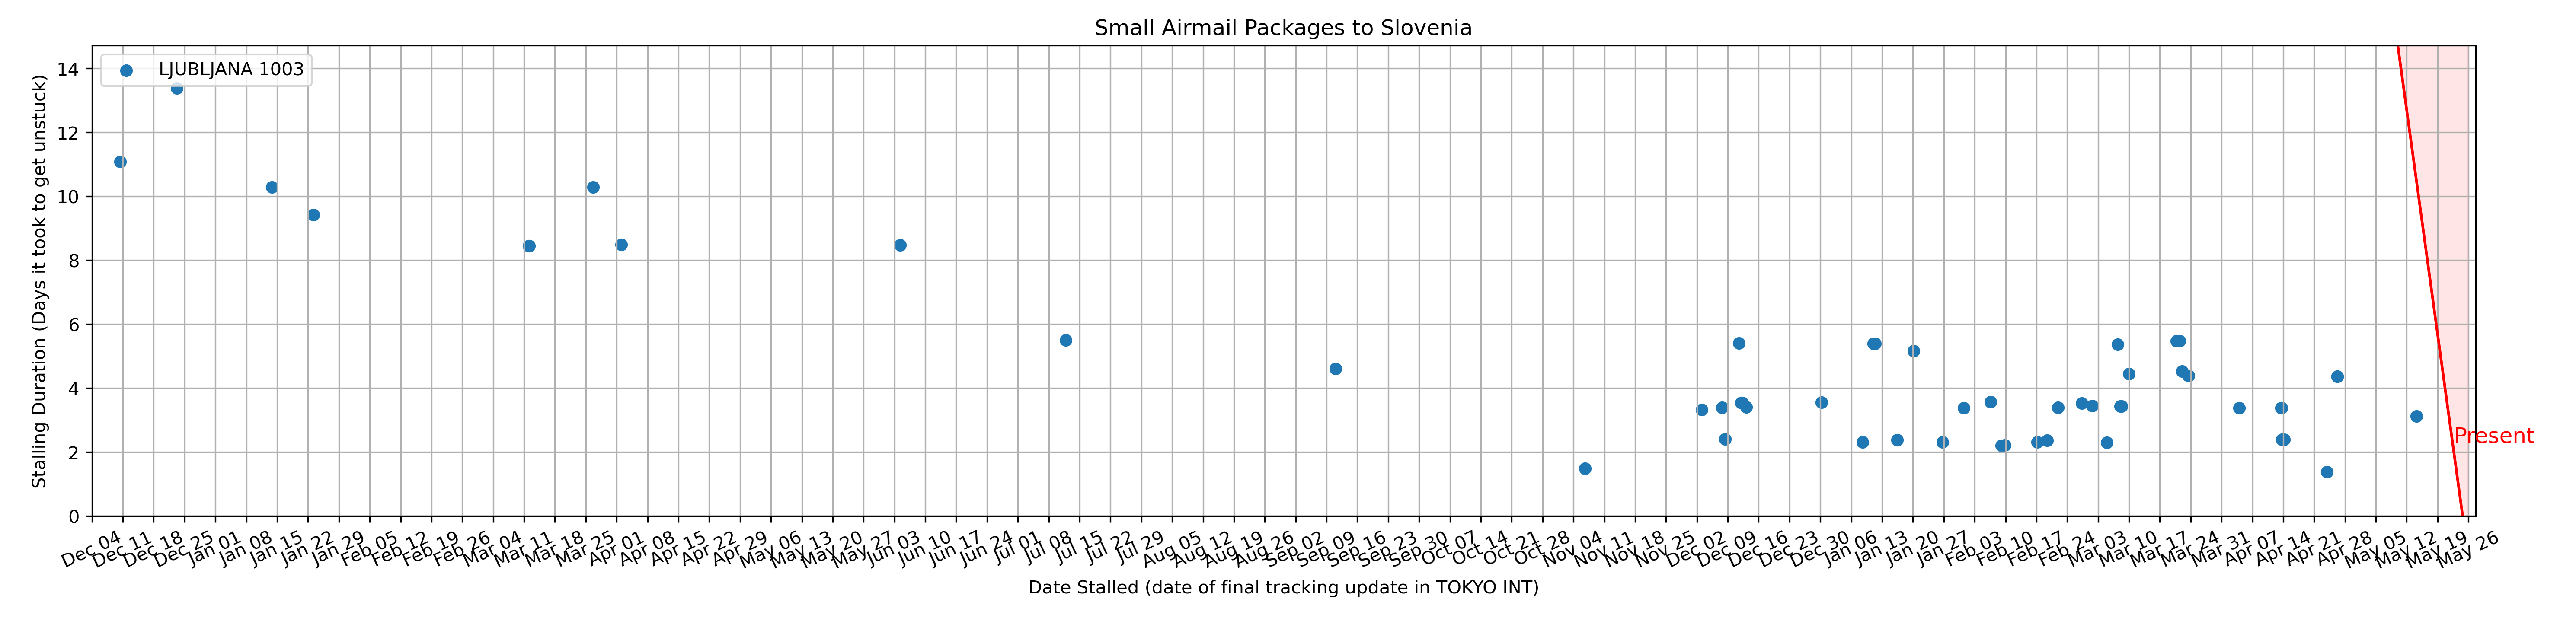 Small Airmail Packages to Slovenia
LJUBLJANA 1003
Stalling Duration (Days it took to get unstuck)
14
12
10
8
6
4
2
0
Present
Dec 04
Dec 11
Dec 18
Dec 25
Jan 01
Jan 08
Jan 15
Jan 22
Jan 29
Feb 05
Feb 12
Feb 19
Feb 26
Mar 04
Mar 11
Mar 18
Mar 25
Apr 01
Apr 08
Apr 15
Apr 22
Apr 29
May 06
May 13
May 20
May 27
Jun 03
Jun 10
Jun 17
Jun 24
Jul 01
Jul 08
Jul 15
Jul 22
Jul 29
Aug 05
Aug 12
Aug 19
Aug 26
Sep 02
Sep 09
Sep 16
Sep 23
Sep 30
Oct 07
Oct 14
Oct 21
Oct 28
Nov 04
Nov 11
Nov 18
Nov 25
Dec 02
Dec 09
Dec 16
Dec 23
Dec 30
Jan 06
Jan 13
Jan 20
Jan 27
Feb 03
Feb 10
Feb 17
Feb 24
Mar 03
Mar 10
Mar 17
Mar 24
Mar 31
Apr 07
Apr 14
Apr 21
Apr 28
May 05
May 12
May 19
May 26
Date Stalled (date of final tracking update in TOKYO INT)